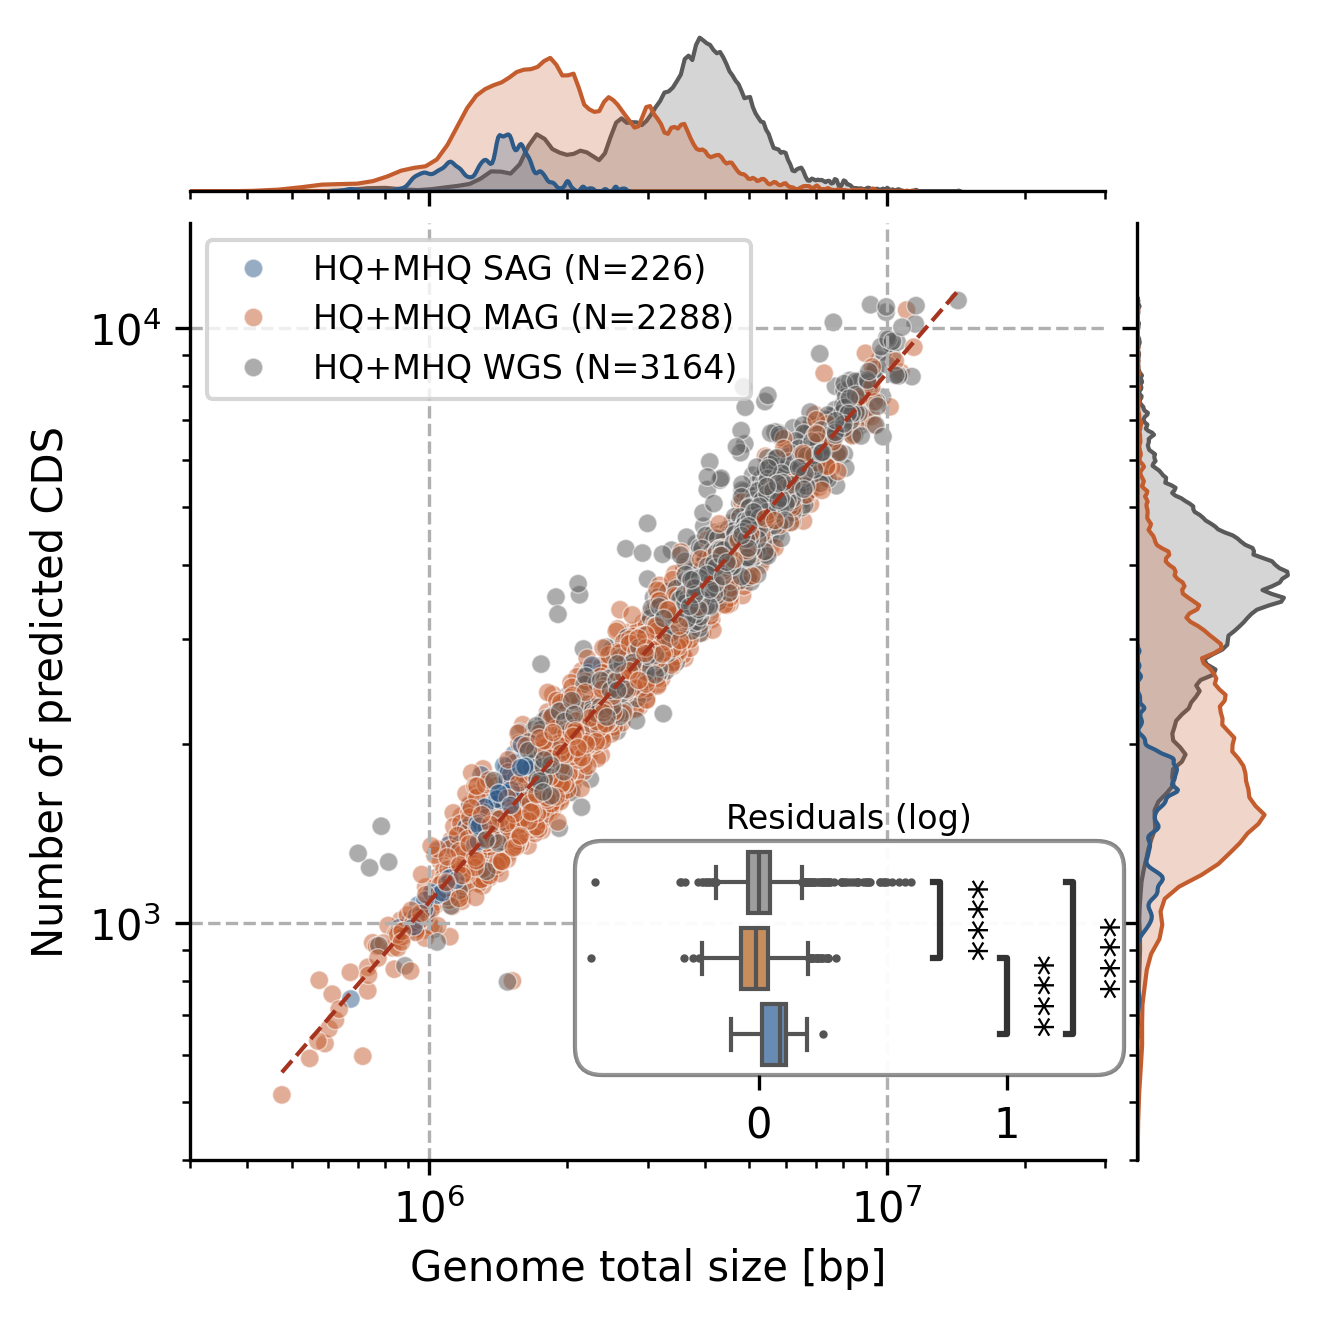 HQ+MHQ SAG (N=226)
HQ+MHQ MAG (N=2288)
HQ+MHQ WGS (N=3164)
10⁴
10³
Number of predicted CDS
Residuals (log)
****
****
****
0
1
10⁶
10⁷
Genome total size [bp]